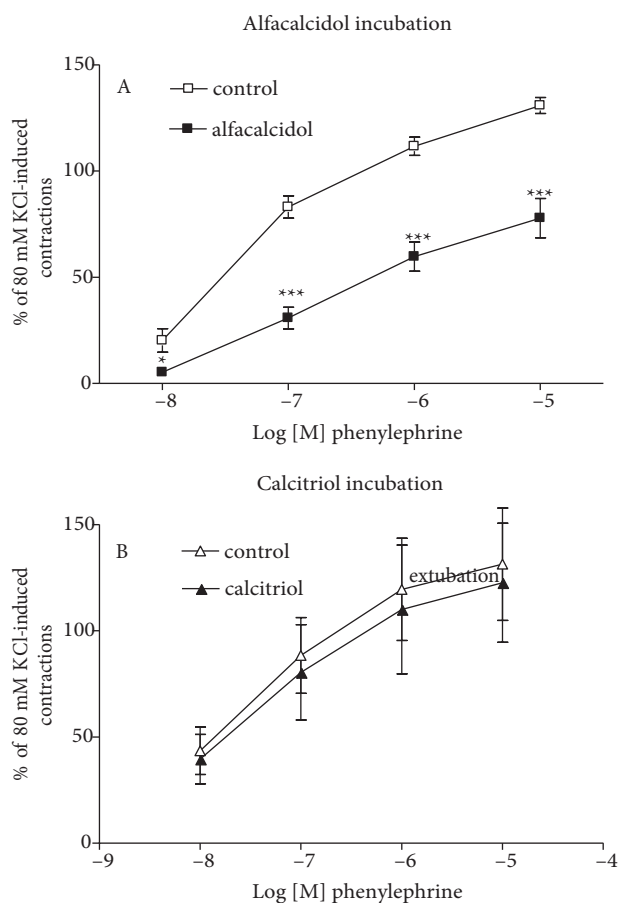 Alfacalcidol incubation
150
A
control
alfacalcidol
100
50
0
% of 80 mM KCl-induced
contractions
*
***
***
***
−8
−7
−6
−5
Log [M] phenylephrine
Calcitriol incubation
150
B
control
calcitriol
extubation
100
50
0
% of 80 mM KCl-induced
contractions
−9
−8
−7
−6
−5
−4
Log [M] phenylephrine